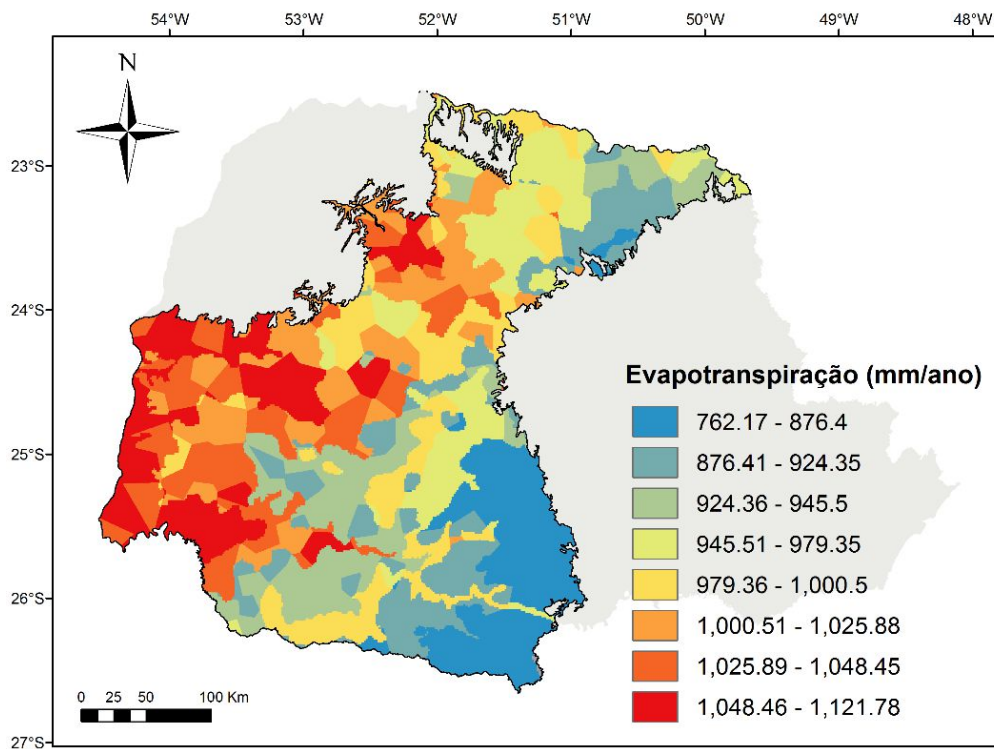 54°W 53°W 52°W 51°W 50°W 49°W 48°W
N
23°S
24°S
25°S
26°S
27°S
Evapotranspiração (mm/ano)
762.17 - 876.4
876.41 - 924.35
924.36 - 945.5
945.51 - 979.35
979.36 - 1,000.5
1,000.51 - 1,025.88
1,025.89 - 1,048.45
1,048.46 - 1,121.78
0 25 50 100 Km